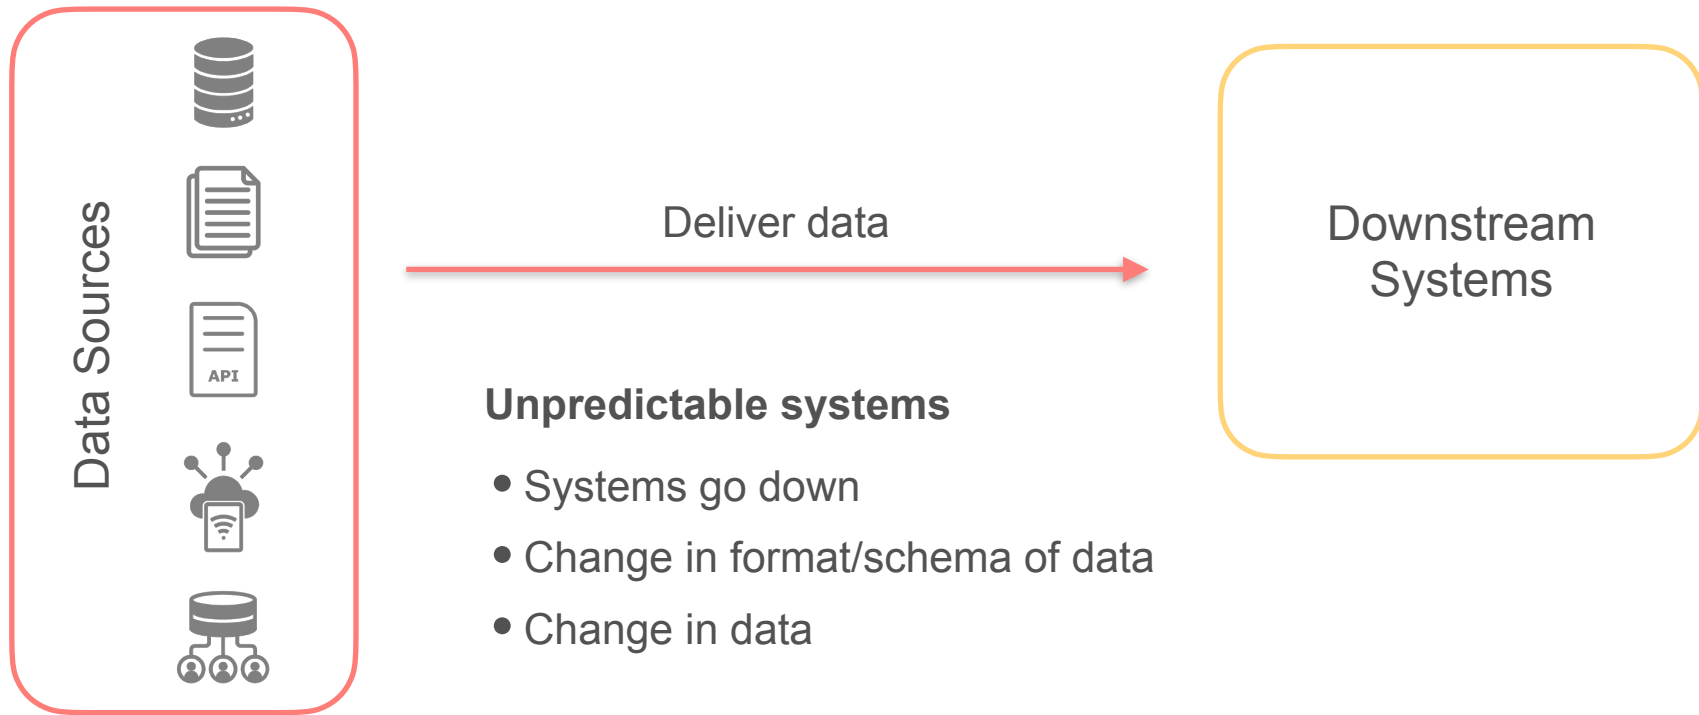 Data Sources
API
Deliver data
Unpredictable systems
• Systems go down
• Change in format/schema of data
• Change in data
Downstream
Systems